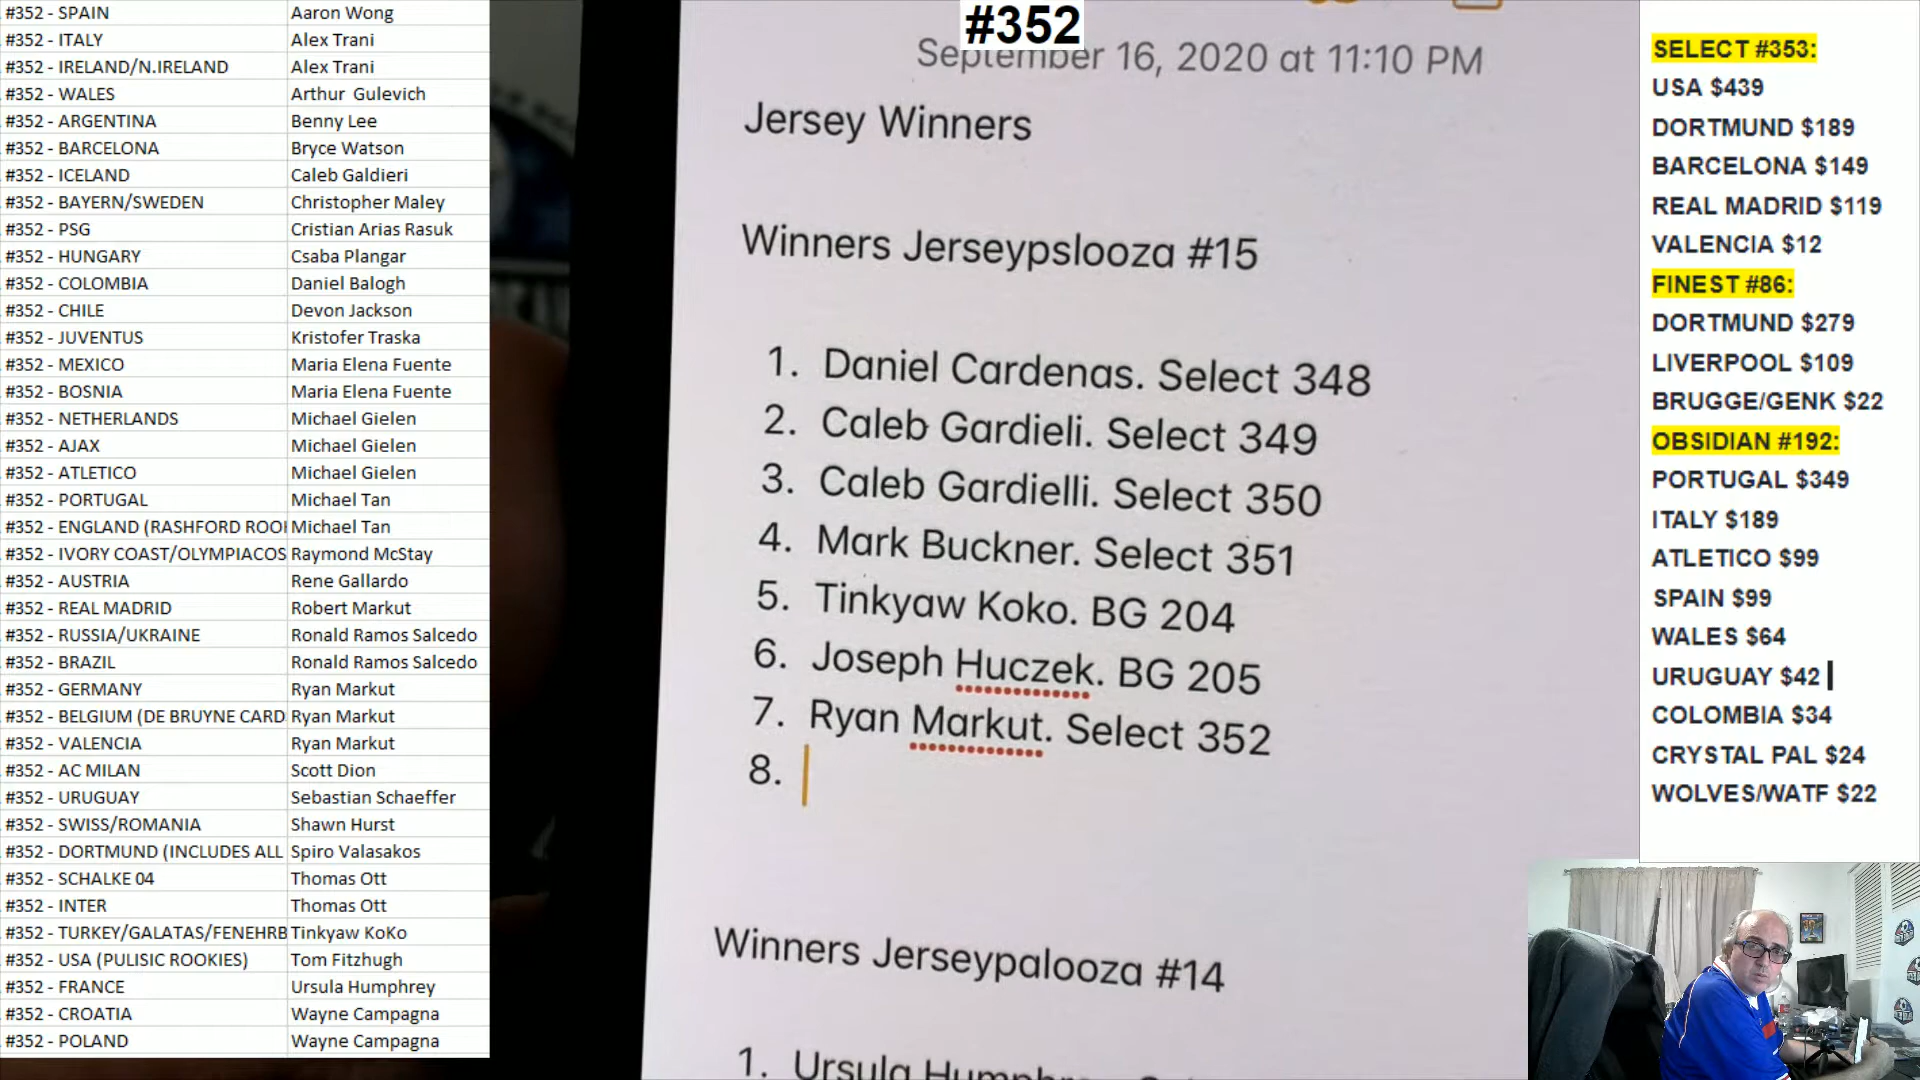 #352 - SPAIN Aaron Wong
#352 - ITALY Alex Trani
#352 - IRELAND/N.IRELAND Alex Trani
#352 - WALES Arthur Gulevich
#352 - ARGENTINA Benny Lee
#352 - BARCELONA Bryce Watson
#352 - ICELAND Caleb Galdieri
#352 - BAYERN/SWEDEN Christopher Maley
#352 - PSG Cristian Arias Rasuk
#352 - HUNGARY Csaba Plangar
#352 - COLOMBIA Daniel Balogh
#352 - CHILE Devon Jackson
#352 - JUVENTUS Kristofer Traska
#352 - MEXICO Maria Elena Fuente
#352 - BOSNIA Maria Elena Fuente
#352 - NETHERLANDS Michael Gielen
#352 - AJAX Michael Gielen
#352 - ATLETICO Michael Gielen
#352 - PORTUGAL Michael Tan
#352 - ENGLAND (RASHFORD ROO Michael Tan
#352 - IVORY COAST/OLYMPIACOS Raymond McStay
#352 - AUSTRIA Rene Gallardo
#352 - REAL MADRID Robert Markut
#352 - RUSSIA/UKRAINE Ronald Ramos Salcedo
#352 - BRAZIL Ronald Ramos Salcedo
#352 - GERMANY Ryan Markut
#352 - BELGIUM (DE BRUYNE CARD Ryan Markut
#352 - VALENCIA Ryan Markut
#352 - AC MILAN Scott Dion
#352 - URUGUAY Sebastian Schaeffer
#352 - SWISS/ROMANIA Shawn Hurst
#352 - DORTMUND (INCLUDES ALL Spiro Valasakos
#352 - SCHALKE 04 Thomas Ott
#352 - INTER Thomas Ott
#352 - TURKEY/GALATAS/FENEHRB Tinkyaw KoKo
#352 - USA (PULISIC ROOKIES) Tom Fitzhugh
#352 - FRANCE Ursula Humphrey
#352 - CROATIA Wayne Campagna
#352 - POLAND Wayne Campagna
#352
September 16, 2020 at 11:10 PM
Jersey Winners
Winners Jerseypslooza #15
1. Daniel Cardenas. Select 348
2. Caleb Gardieli. Select 349
3. Caleb Gardielli. Select 350
4. Mark Buckner. Select 351
5. Tinkyaw Koko. BG 204
6. Joseph Huczek. BG 205
7. Ryan Markut. Select 352
8.
Winners Jerseypalooza #14
1. Ursula
SELECT #353:
USA $439
DORTMUND $189
BARCELONA $149
REAL MADRID $119
VALENCIA $12
FINEST #86:
DORTMUND $279
LIVERPOOL $109
BRUGGE/GENK $22
OBSIDIAN #192:
PORTUGAL $349
ITALY $189
ATLETICO $99
SPAIN $99
WALES $64
URUGUAY $42
COLOMBIA $34
CRYSTAL PAL $24
WOLVES/WATF $22